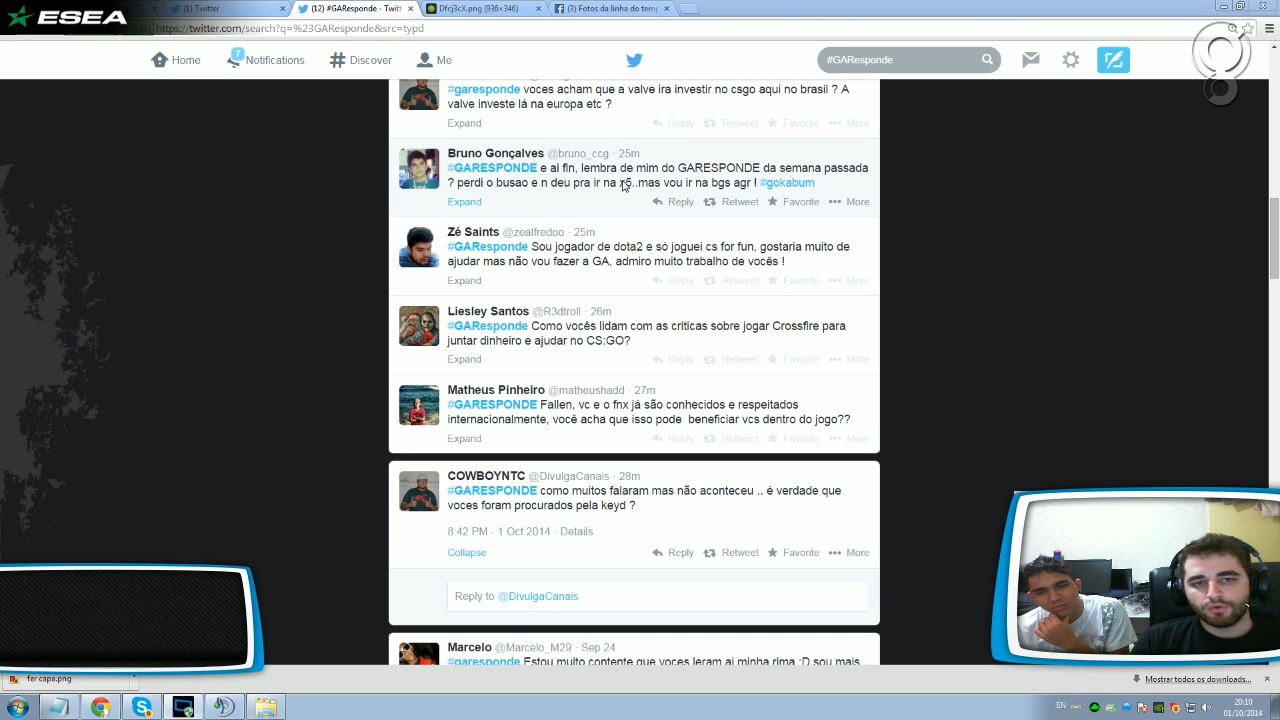 ESEA
(1) Twitter
(12) #GAResponde - Twitt
Dfcj3cX.png (936×346)
(3) Fotos da linha do tem
https://twitter.com/search?q=%23GAResponde&src=typd
Home
7
Notifications
Discover
Me
#GAResponde
#garesponde voces acham que a valve ira investir no csgo aqui no brasil ? A
valve investe lá na europa etc ?
Expand
Reply Retweet Favorite More
Bruno Gonçalves @bruno_ccg · 25m
#GARESPONDE e ai fln, lembra de mim do GARESPONDE da semana passada
? perdi o busao e n deu pra ir na x5..mas vou ir na bgs agr ! #gokabum
Expand
Reply Retweet Favorite More
Zé Saints @zealfredoo · 25m
#GAResponde Sou jogador de dota2 e só joguei cs for fun, gostaria muito de
ajudar mas não vou fazer a GA, admiro muito trabalho de vocês !
Expand
Reply Retweet Favorite More
Liesley Santos @R3dtroll · 26m
#GAResponde Como vocês lidam com as criticas sobre jogar Crossfire para
juntar dinheiro e ajudar no CS:GO?
Expand
Reply Retweet Favorite More
Matheus Pinheiro @matheushadd · 27m
#GARESPONDE Fallen, vc e o fnx já são conhecidos e respeitados
internacionalmente, você acha que isso pode beneficiar vcs dentro do jogo??
Expand
Reply Retweet Favorite More
COWBOYNTC @DivulgaCanais · 28m
#GARESPONDE como muitos falaram mas não aconteceu .. é verdade que
voces foram procurados pela keyd ?
8:42 PM - 1 Oct 2014 · Details
Collapse
Reply Retweet Favorite More
Reply to @DivulgaCanais
Marcelo @Marcelo_M29 · Sep 24
#garesponde Estou muito contente que voces leram ai minha rima :D sou mais
fer capa.png
Mostrar todos os downloads...
EN
20:10
01/10/2014